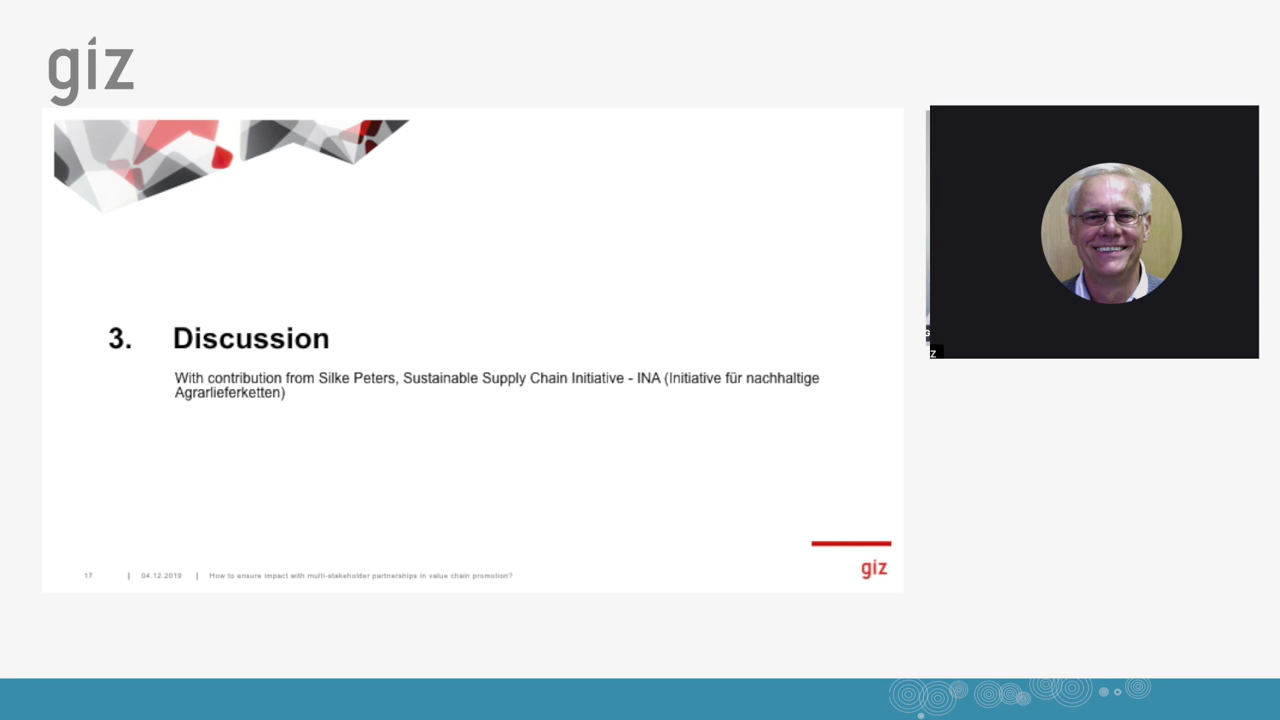 giz
3. Discussion
With contribution from Silke Peters, Sustainable Supply Chain Initiative - INA (Initiative für nachhaltige
Agrarlieferketten)
17 | 04.12.2019 | How to ensure impact with multi-stakeholder partnerships in value chain promotion?
giz
G
Z